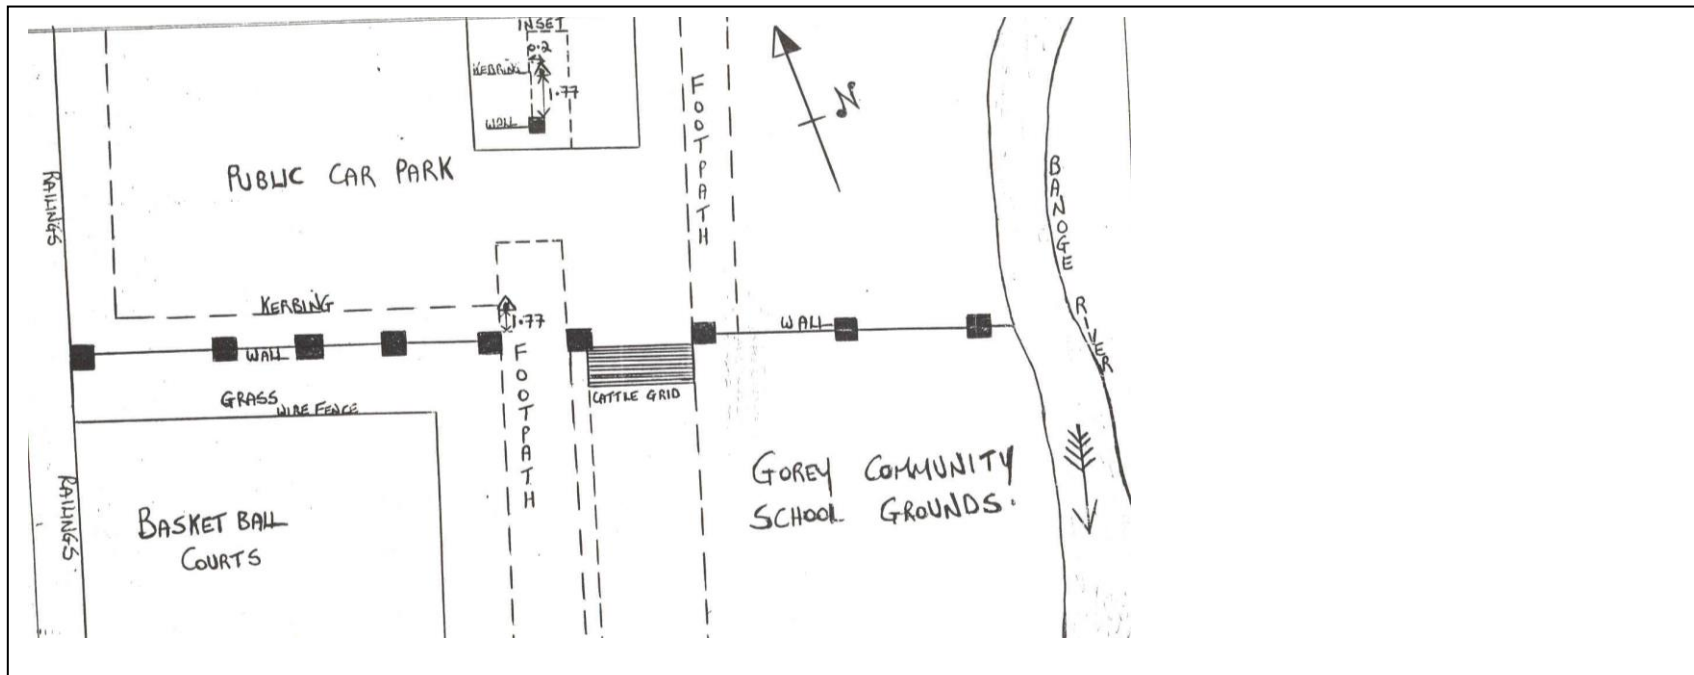 INSET
0.2
KEBRING
1.77
WALL
FOOTPATH
N
RAILINGS
PUBLIC CAR PARK
BANOGE RIVER
KERBING
1.77
WALL
WALL
FOOTPATH
GRASS
WIRE FENCE
CATTLE GRID
RAILINGS
BASKET BALL
COURTS
GOREY COMMUNITY
SCHOOL GROUNDS.